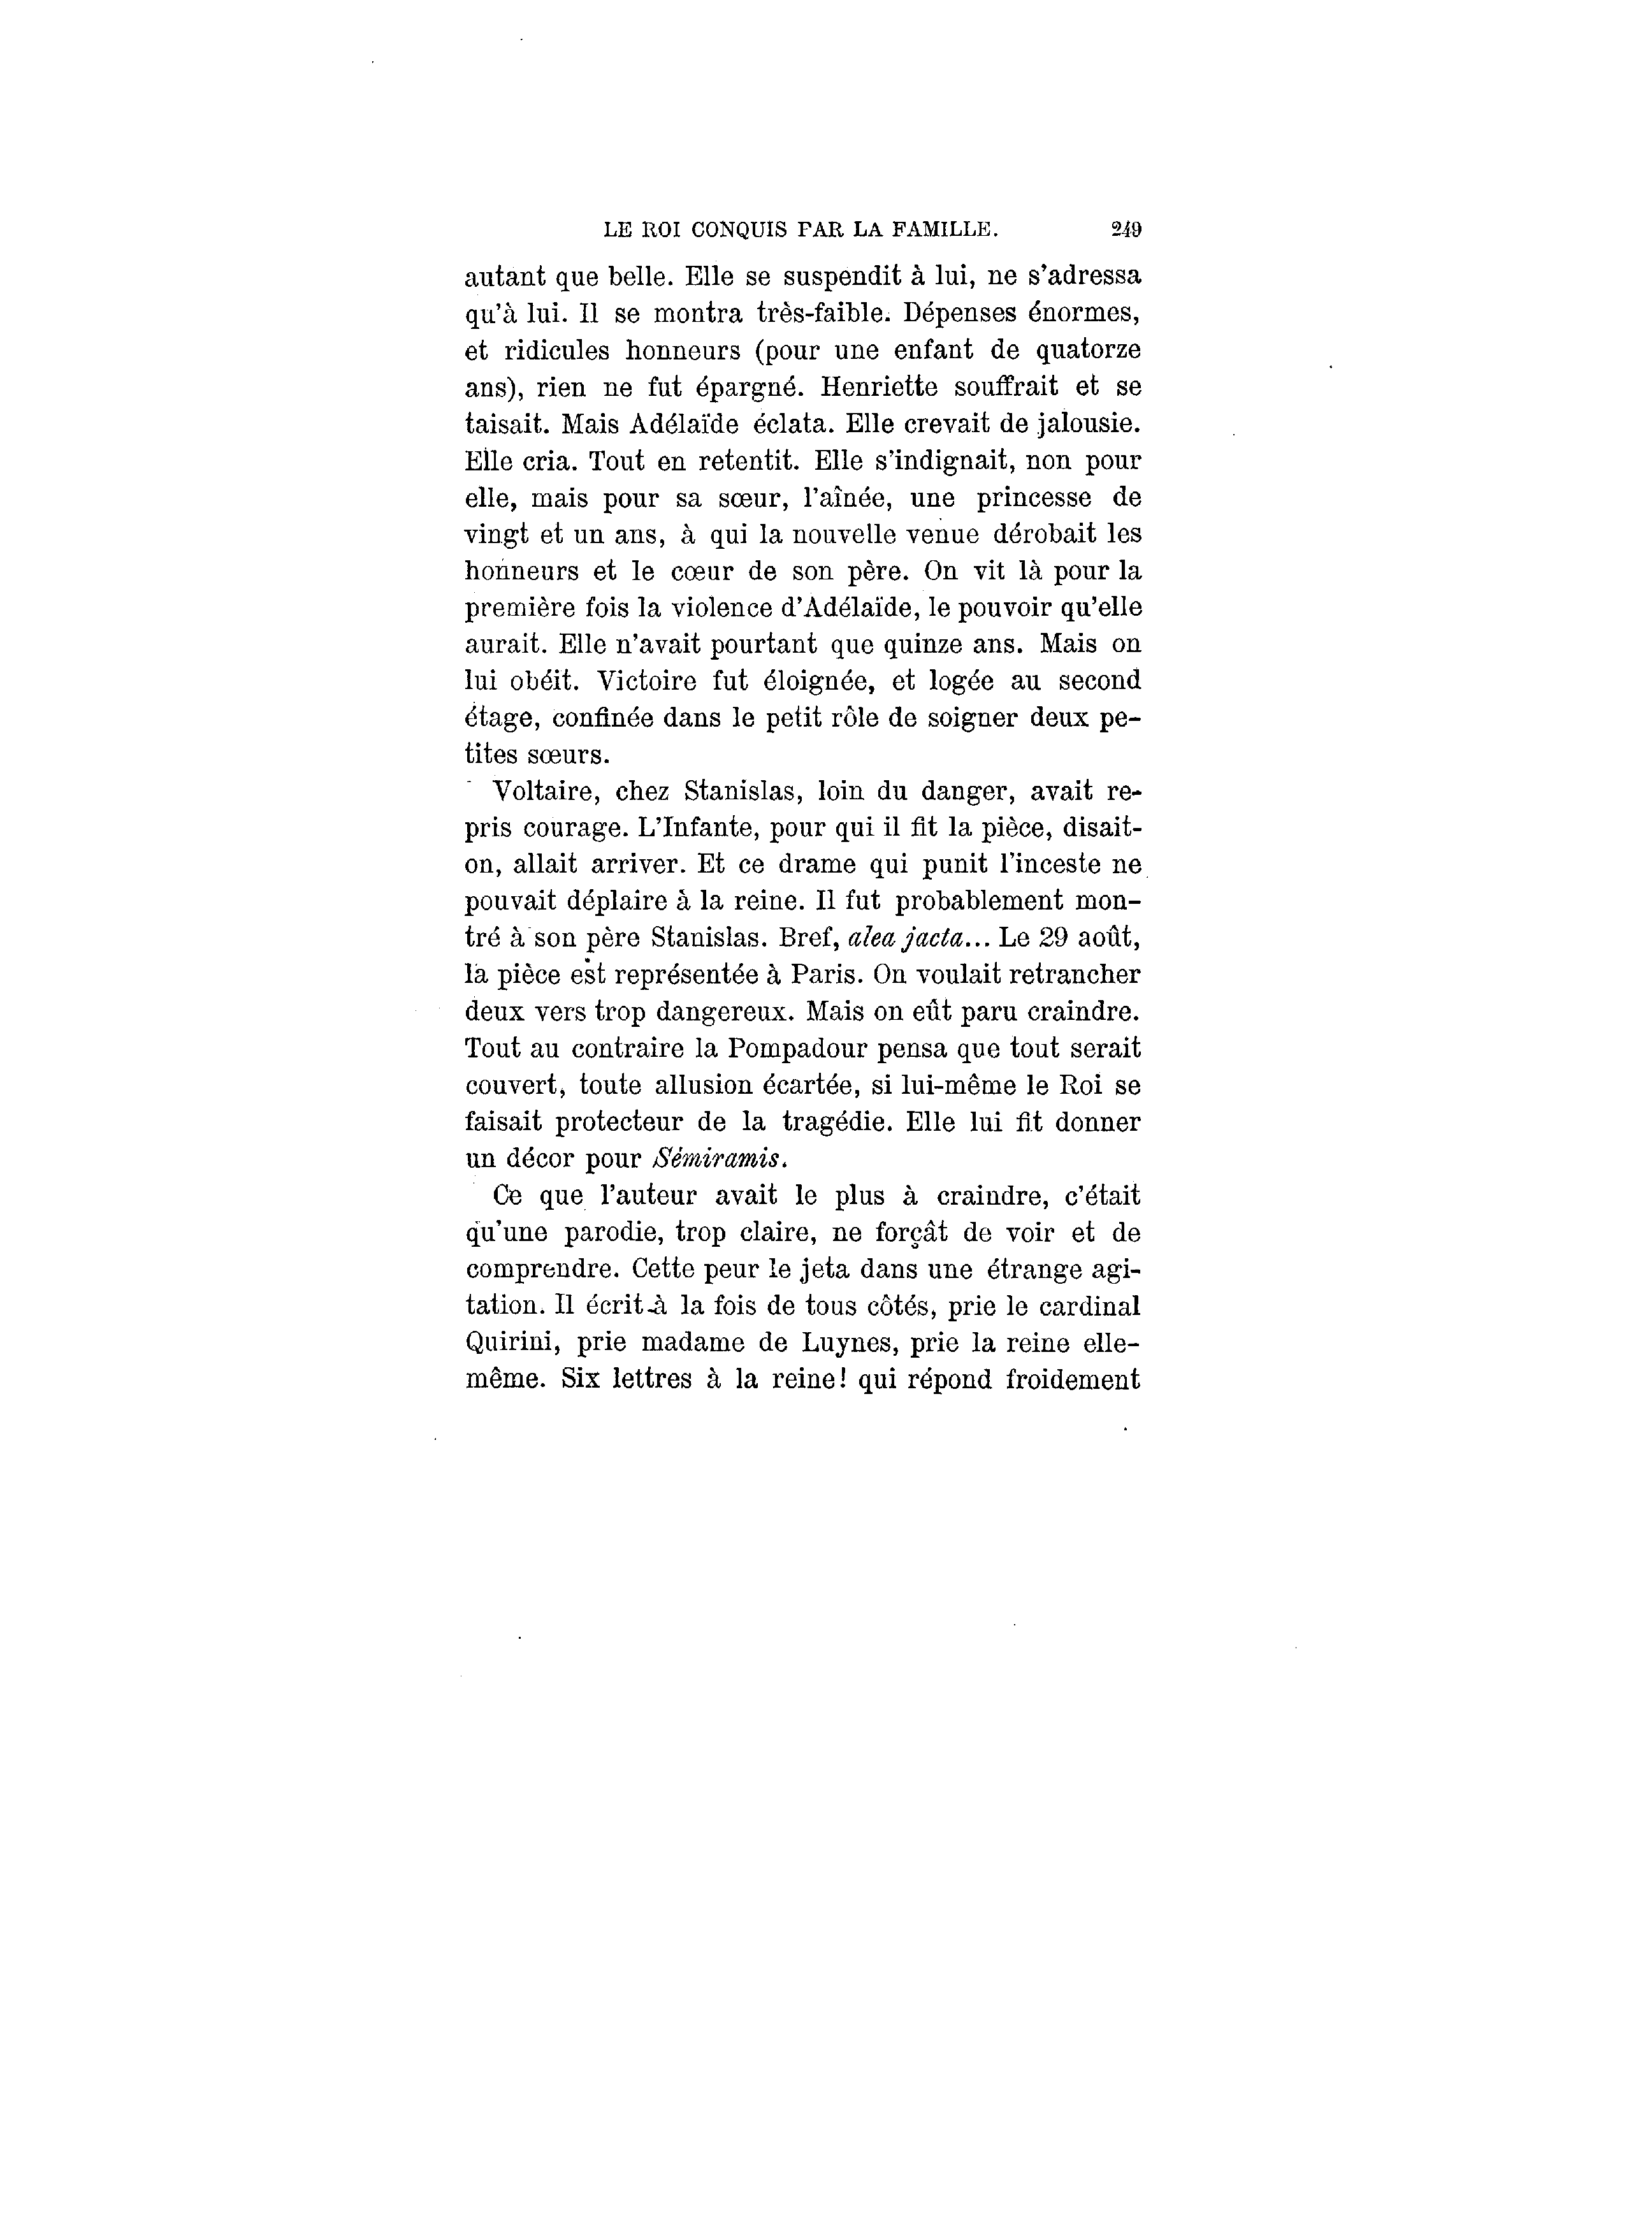 LE ROI CONQUIS PAR LA FAMILLE. 249
autant que belle. Elle se suspendit à lui, ne s'adressa
qu'à lui. Il se montra très-faible. Dépenses énormes,
et ridicules honneurs (pour une enfant de quatorze
ans), rien ne fut épargné. Henriette souffrait et se
taisait. Mais Adélaïde éclata. Elle crevait de jalousie.
Elle cria. Tout en retentit. Elle s'indignait, non pour
elle, mais pour sa sœur, l'aînée, une princesse de
vingt et un ans, à qui la nouvelle venue dérobait les
honneurs et le cœur de son père. On vit là pour la
première fois la violence d'Adélaïde, le pouvoir qu'elle
aurait. Elle n'avait pourtant que quinze ans. Mais on
lui obéit. Victoire fut éloignée, et logée au second
étage, confinée dans le petit rôle de soigner deux pe-
tites sœurs.
Voltaire, chez Stanislas, loin du danger, avait re-
pris courage. L'Infante, pour qui il fit la pièce, disait-
on, allait arriver. Et ce drame qui punit l'inceste ne
pouvait déplaire à la reine. Il fut probablement mon-
tré à son père Stanislas. Bref, alea jacta... Le 29 août,
la pièce est représentée à Paris. On voulait retrancher
deux vers trop dangereux. Mais on eût paru craindre.
Tout au contraire la Pompadour pensa que tout serait
couvert, toute allusion écartée, si lui-même le Roi se
faisait protecteur de la tragédie. Elle lui fit donner
un décor pour Sémiramis.
Ce que l'auteur avait le plus à craindre, c'était
qu'une parodie, trop claire, ne forçât de voir et de
comprendre. Cette peur le jeta dans une étrange agi-
tation. Il écrit à la fois de tous côtés, prie le cardinal
Quirini, prie madame de Luynes, prie la reine elle-
même. Six lettres à la reine! qui répond froidement